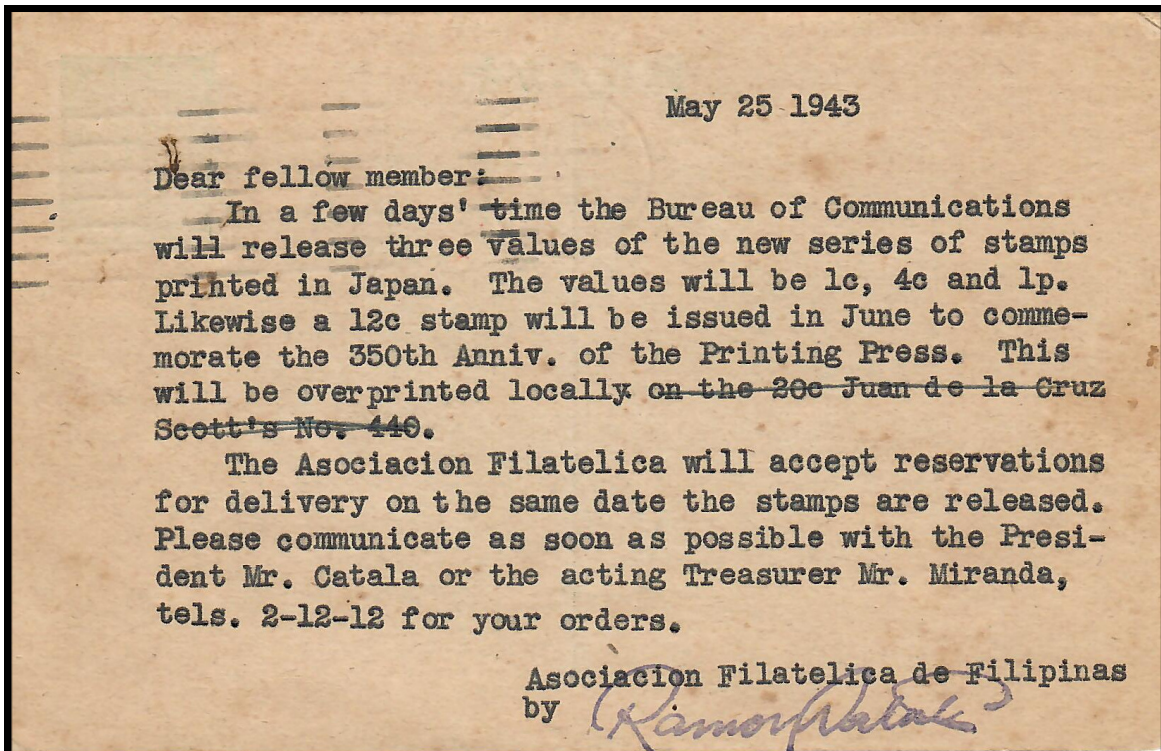 May 25 1943
Dear fellow member:
In a few days' time the Bureau of Communications
will release three values of the new series of stamps
printed in Japan. The values will be 1c, 4c and 1p.
Likewise a 12c stamp will be issued in June to comme-
morate the 350th Anniv. of the Printing Press. This
will be overprinted locally on the 20c Juan de la Cruz
Scott's No. 440.
The Asociacion Filatelica will accept reservations
for delivery on the same date the stamps are released.
Please communicate as soon as possible with the Presi-
dent Mr. Catala or the acting Treasurer Mr. Miranda,
tels. 2-12-12 for your orders.
Asociacion Filatelica de Filipinas
by Ramon Catala